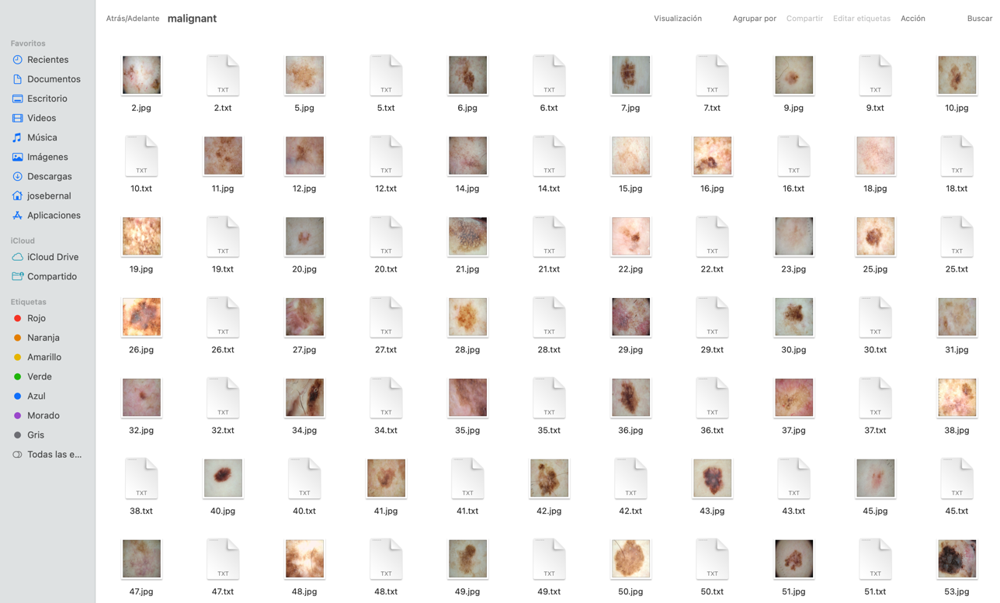 Atrás/Adelante malignant Visualización Agrupar por Compartir Editar etiquetas Acción Buscar
Favoritos
Recientes
Documentos
Escritorio
Videos
Música
Imágenes
Descargas
josebernal
Aplicaciones
iCloud
iCloud Drive
Compartido
Etiquetas
Rojo
Naranja
Amarillo
Verde
Azul
Morado
Gris
Todas las e...
TXT TXT TXT TXT TXT
2.jpg 2.txt 5.jpg 5.txt 6.jpg 6.txt 7.jpg 7.txt 9.jpg 9.txt 10.jpg
TXT TXT TXT TXT TXT
10.txt 11.jpg 12.jpg 12.txt 14.jpg 14.txt 15.jpg 16.jpg 16.txt 18.jpg 18.txt
TXT TXT TXT TXT TXT
19.jpg 19.txt 20.jpg 20.txt 21.jpg 21.txt 22.jpg 22.txt 23.jpg 25.jpg 25.txt
TXT TXT TXT TXT TXT
26.jpg 26.txt 27.jpg 27.txt 28.jpg 28.txt 29.jpg 29.txt 30.jpg 30.txt 31.jpg
TXT TXT TXT TXT TXT
32.jpg 32.txt 34.jpg 34.txt 35.jpg 35.txt 36.jpg 36.txt 37.jpg 37.txt 38.jpg
TXT TXT TXT TXT TXT TXT
38.txt 40.jpg 40.txt 41.jpg 41.txt 42.jpg 42.txt 43.jpg 43.txt 45.jpg 45.txt
TXT TXT TXT TXT TXT
47.jpg 47.txt 48.jpg 48.txt 49.jpg 49.txt 50.jpg 50.txt 51.jpg 51.txt 53.jpg